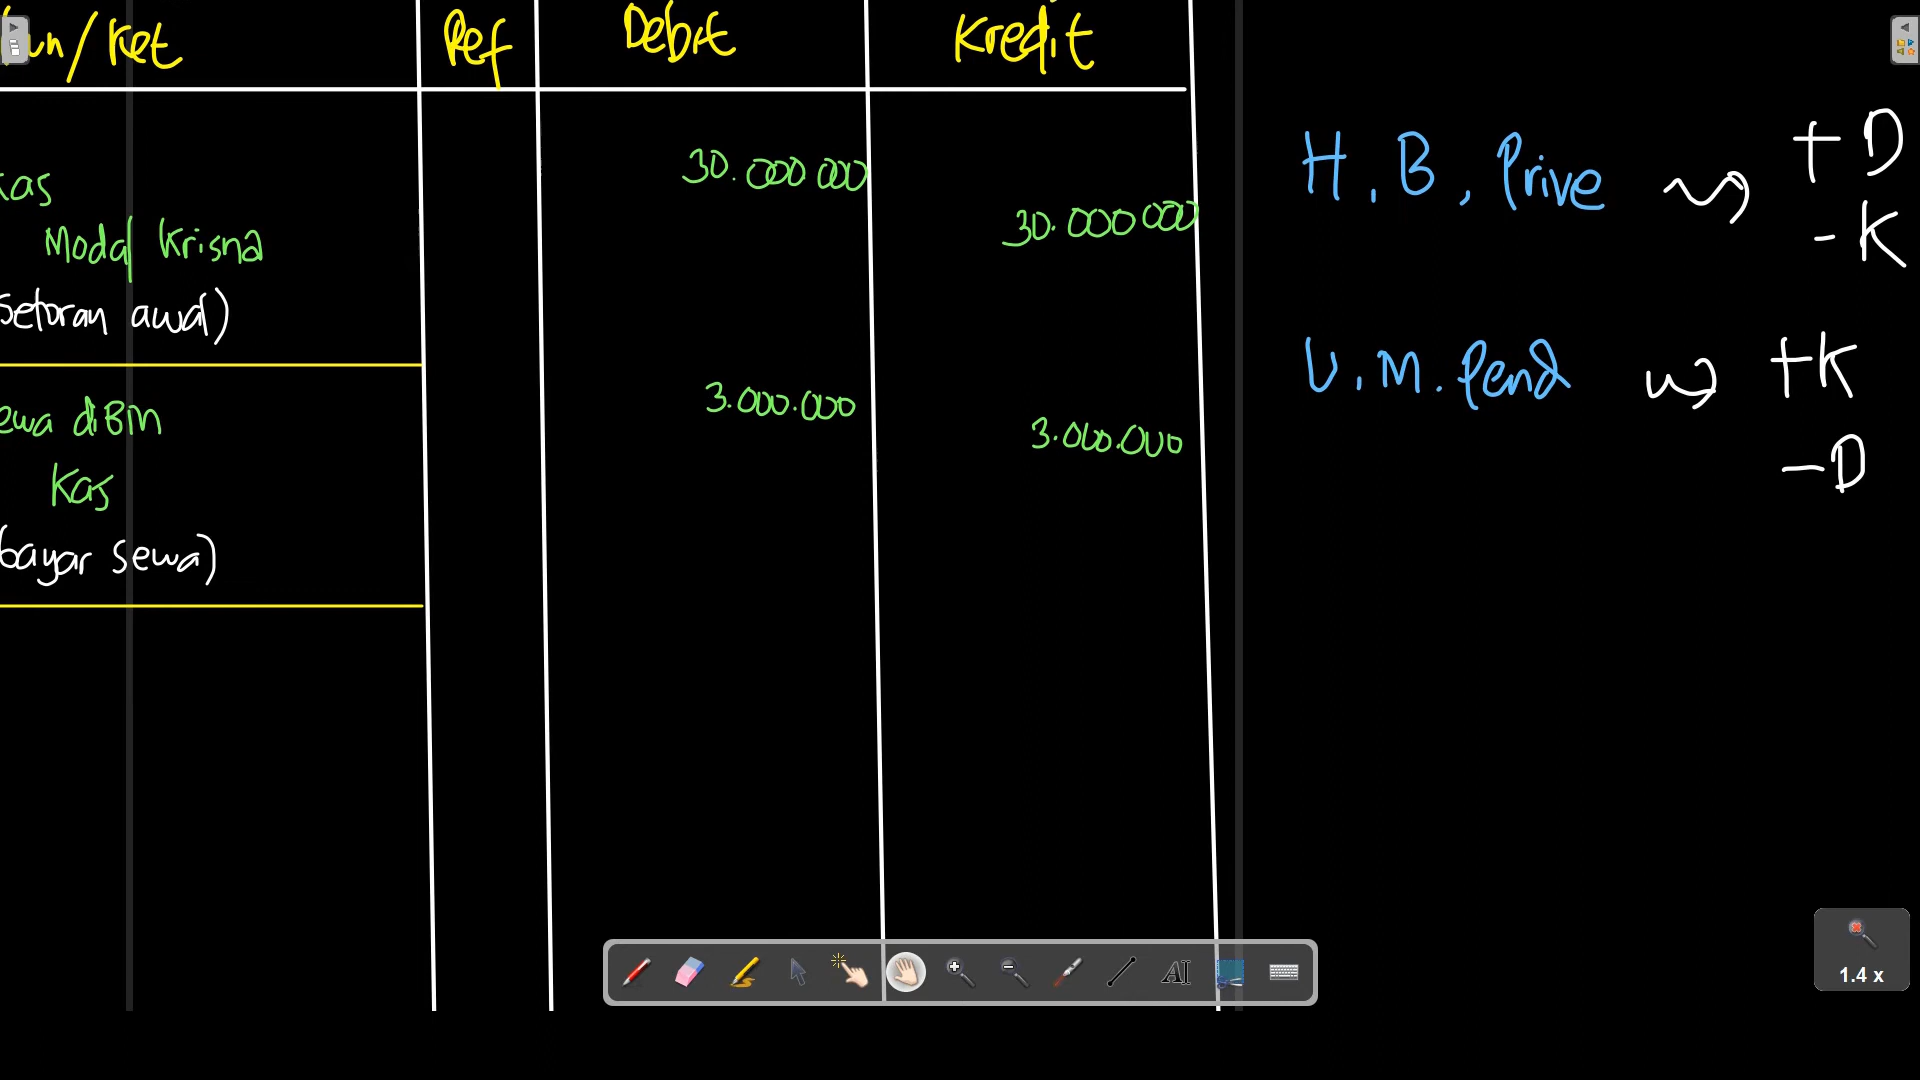 un/Ket Ref Debit Kredit
Kas 30.000 000
Modal Krisna 30.000 000
Setoran awal)
ewa diBM 3.000.000
Kas 3.000.000
(bayar sewa)
H, B, Prive +D
-K
U.M.Pend +K
-D
AI
1.4 x